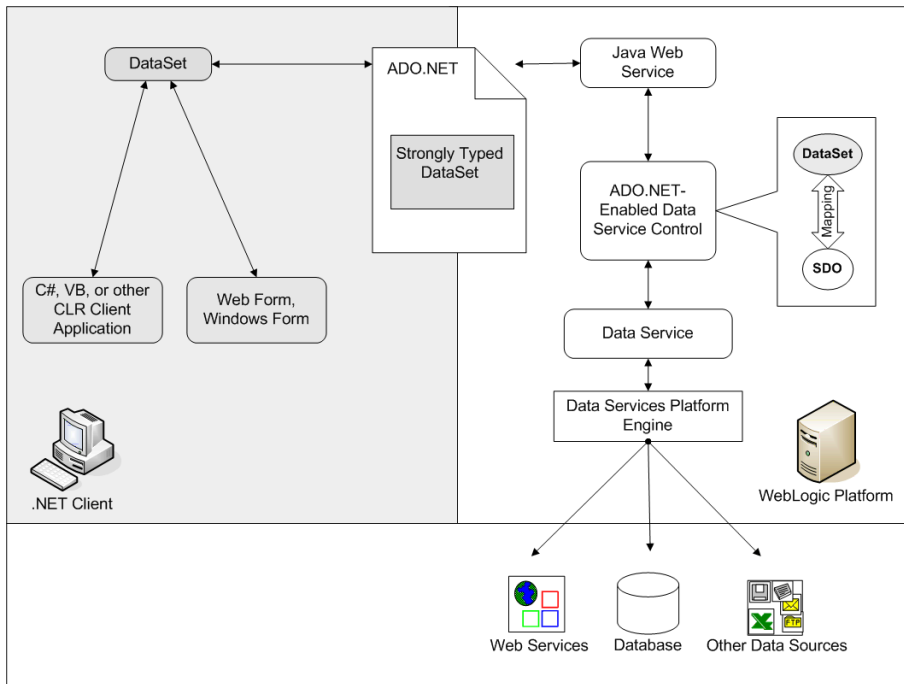 DataSet
ADO.NET
Strongly Typed
DataSet
Java Web
Service
DataSet
Mapping
SDO
ADO.NET-
Enabled Data
Service Control
C#, VB, or other
CLR Client
Application
Web Form,
Windows Form
Data Service
Data Services Platform
Engine
.NET Client
WebLogic Platform
Web Services
Database
FTP
Other Data Sources